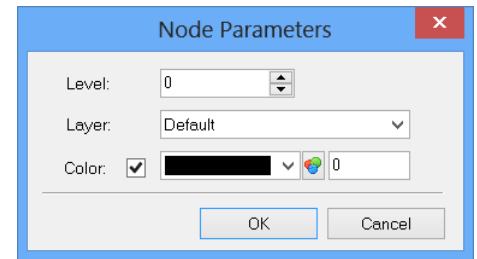 Node Parameters
Level: 0
Layer: Default
Color: 0
OK Cancel